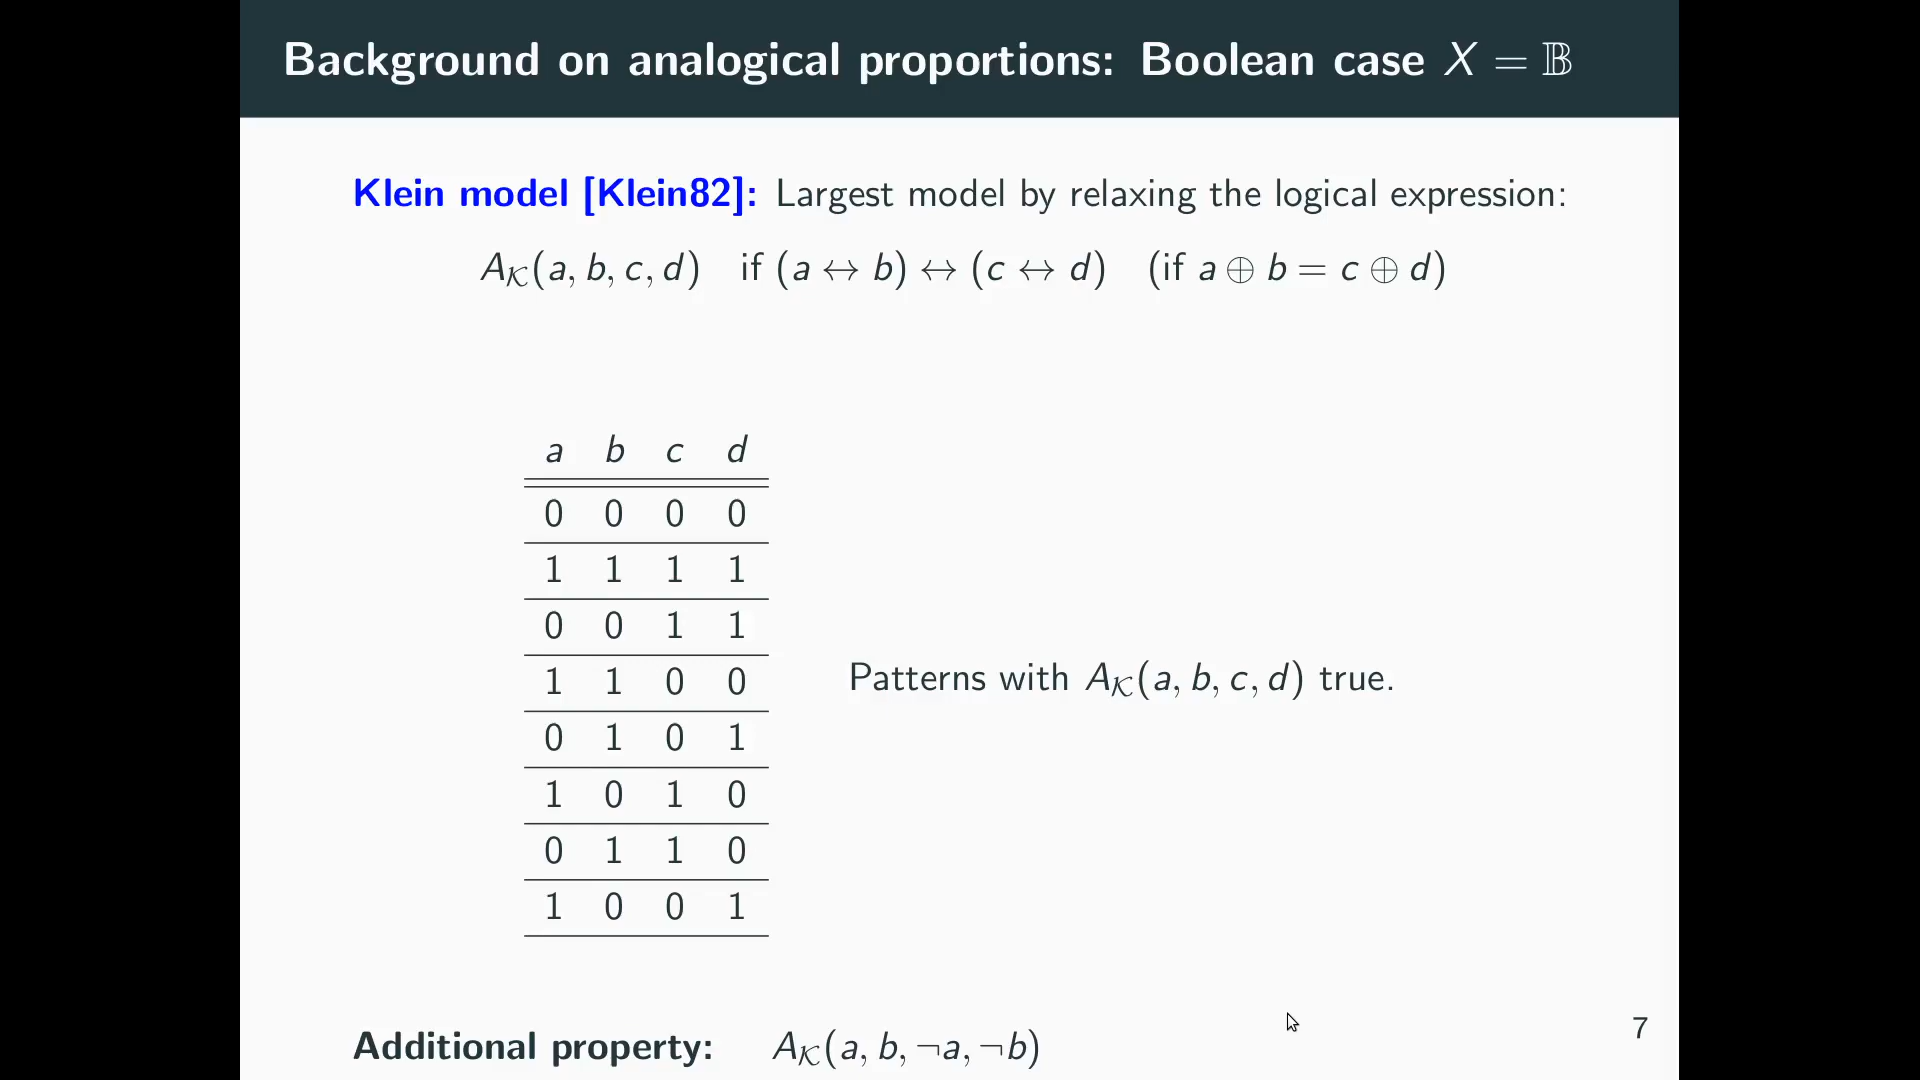 Background on analogical proportions: Boolean case X = 𝔹
Klein model [Klein82]: Largest model by relaxing the logical expression:
A𝒦(a, b, c, d) if (a ↔ b) ↔ (c ↔ d) (if a ⊕ b = c ⊕ d)
a b c d
0 0 0 0
1 1 1 1
0 0 1 1
1 1 0 0
0 1 0 1
1 0 1 0
0 1 1 0
1 0 0 1
Patterns with A𝒦(a, b, c, d) true.
Additional property: A𝒦(a, b, ¬a, ¬b)
7